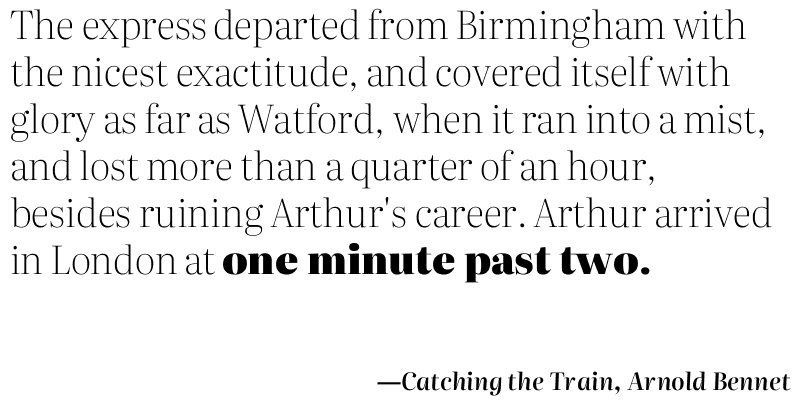 The express departed from Birmingham with
the nicest exactitude, and covered itself with
glory as far as Watford, when it ran into a mist,
and lost more than a quarter of an hour,
besides ruining Arthur's career. Arthur arrived
in London at one minute past two.
—Catching the Train, Arnold Bennet